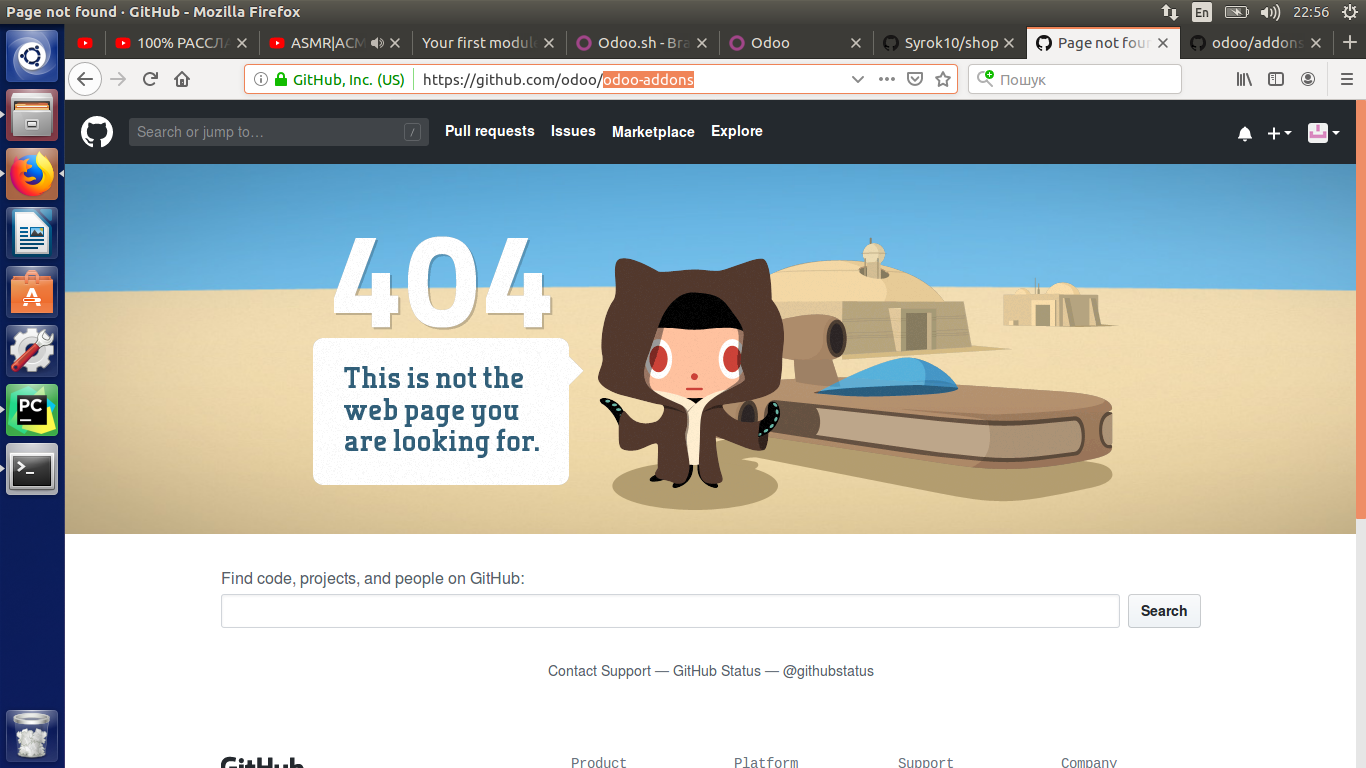 Page not found · GitHub - Mozilla Firefox
En
22:56
100% РАССЛ
ASMR|ACM
Your first module
Odoo.sh - Bra
Odoo
Syrok10/shop
Page not foun
odoo/addons
GitHub, Inc. (US)
https://github.com/odoo/odoo-addons
Пошук
Search or jump to…
/
Pull requests
Issues
Marketplace
Explore
404
This is not the
web page you
are looking for.
PC
>_
A
Find code, projects, and people on GitHub:
Search
Contact Support — GitHub Status — @githubstatus
GitHub
Product
Platform
Support
Company